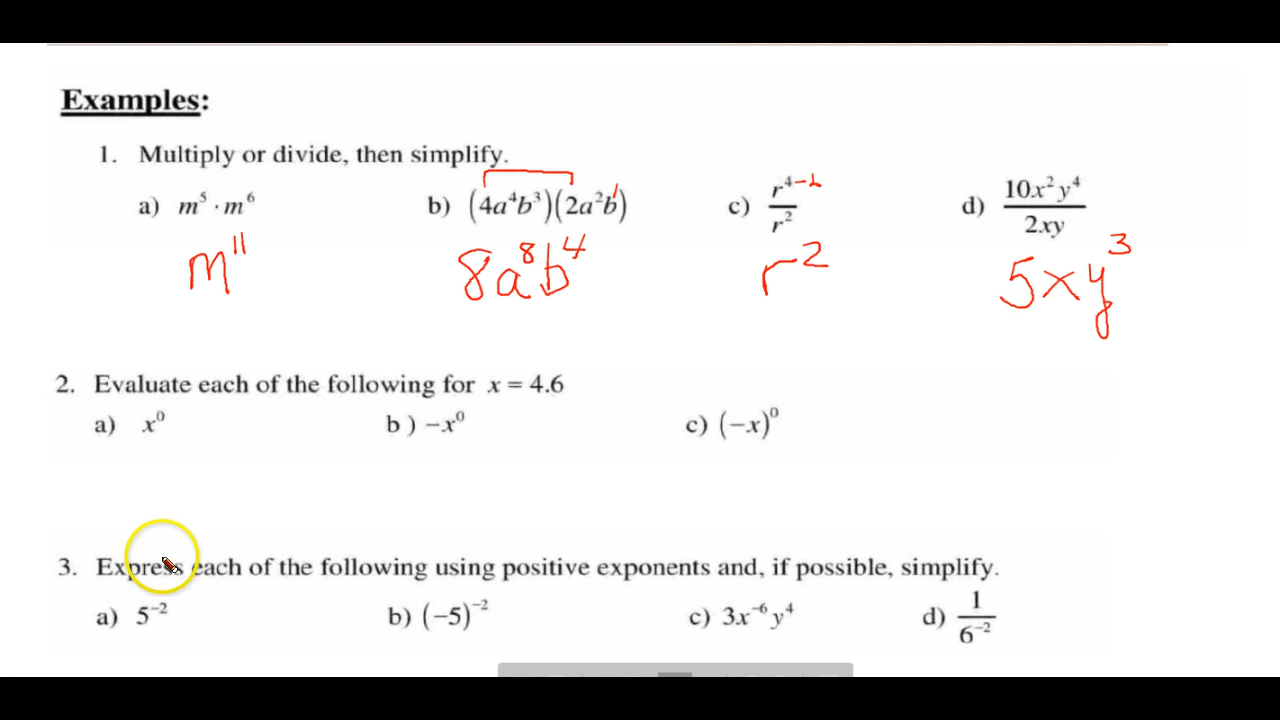 Examples:
1. Multiply or divide, then simplify.
a) m⁵ · m⁶ b) (4a⁴b³)(2a²b¹) c) r⁴⁻²/r² d) 10x²y⁴/2xy
m¹¹ 8a⁸b⁴ r² 5xy³
2. Evaluate each of the following for x = 4.6
a) x⁰ b ) −x⁰ c) (−x)⁰
3. Express each of the following using positive exponents and, if possible, simplify.
a) 5⁻² b) (−5)⁻² c) 3x⁻⁶y⁴ d) 1/6⁻²